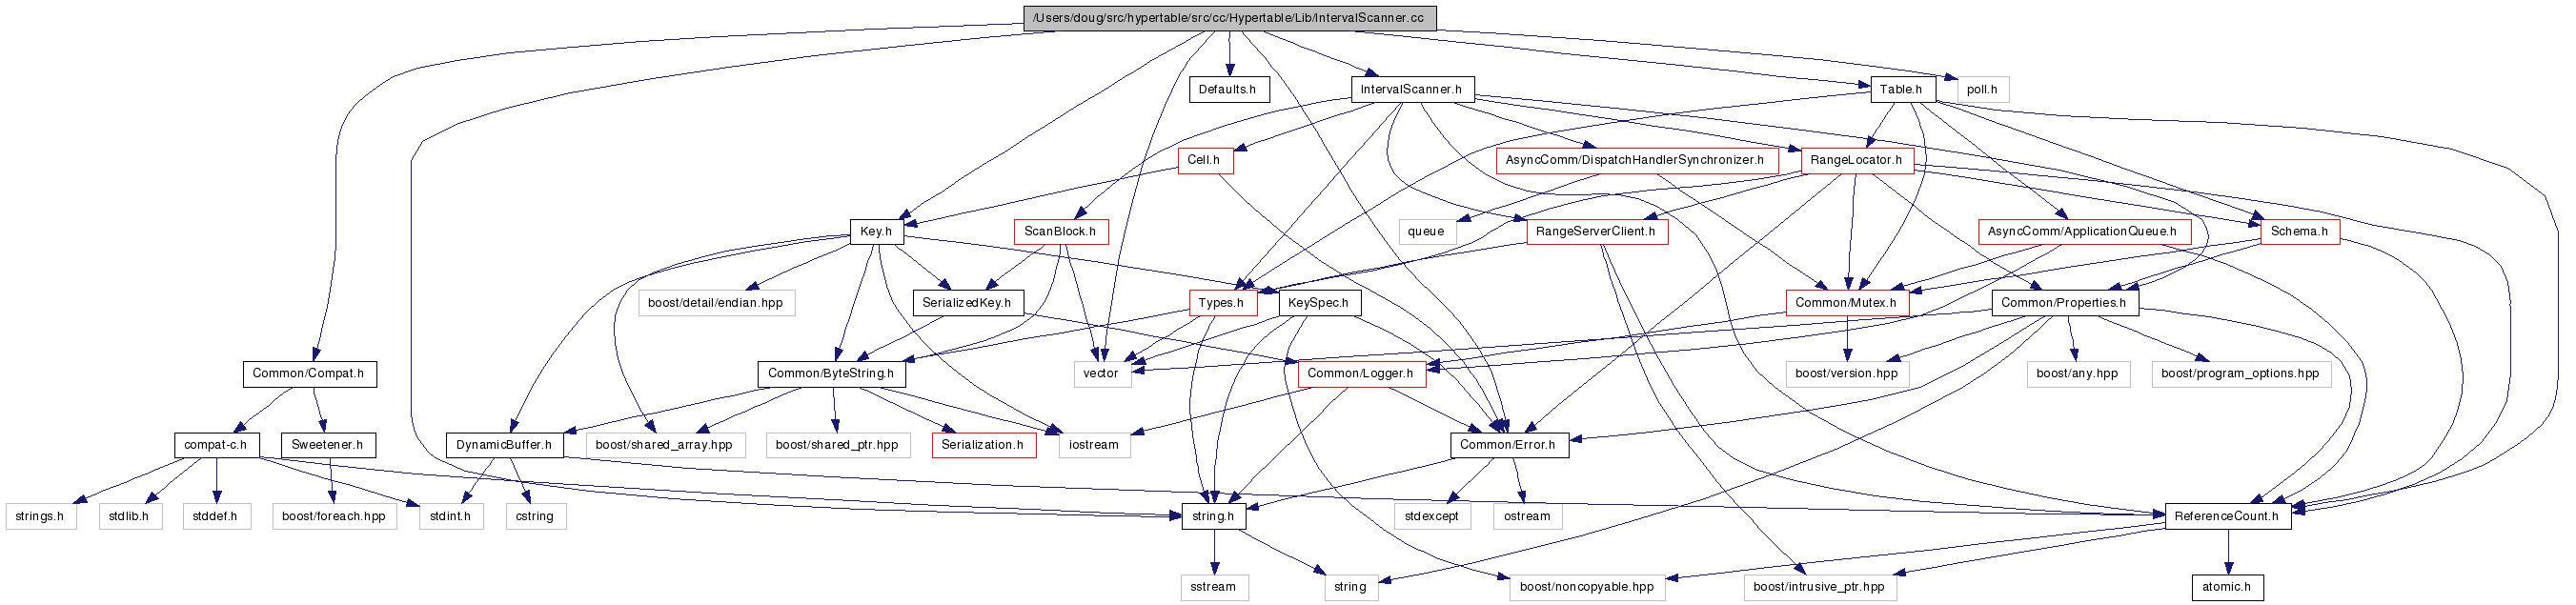 /Users/doug/src/hypertable/src/cc/Hypertable/Lib/IntervalScanner.cc
Defaults.h
IntervalScanner.h
Table.h
poll.h
Cell.h
AsyncComm/DispatchHandlerSynchronizer.h
RangeLocator.h
Key.h
ScanBlock.h
queue
RangeServerClient.h
AsyncComm/ApplicationQueue.h
Schema.h
boost/detail/endian.hpp
SerializedKey.h
Types.h
KeySpec.h
Common/Mutex.h
Common/Properties.h
Common/Compat.h
Common/ByteString.h
vector
Common/Logger.h
boost/version.hpp
boost/any.hpp
boost/program_options.hpp
compat-c.h
Sweetener.h
DynamicBuffer.h
boost/shared_array.hpp
boost/shared_ptr.hpp
Serialization.h
iostream
Common/Error.h
strings.h
stdlib.h
stddef.h
boost/foreach.hpp
stdint.h
cstring
string.h
stdexcept
ostream
ReferenceCount.h
sstream
string
boost/noncopyable.hpp
boost/intrusive_ptr.hpp
atomic.h